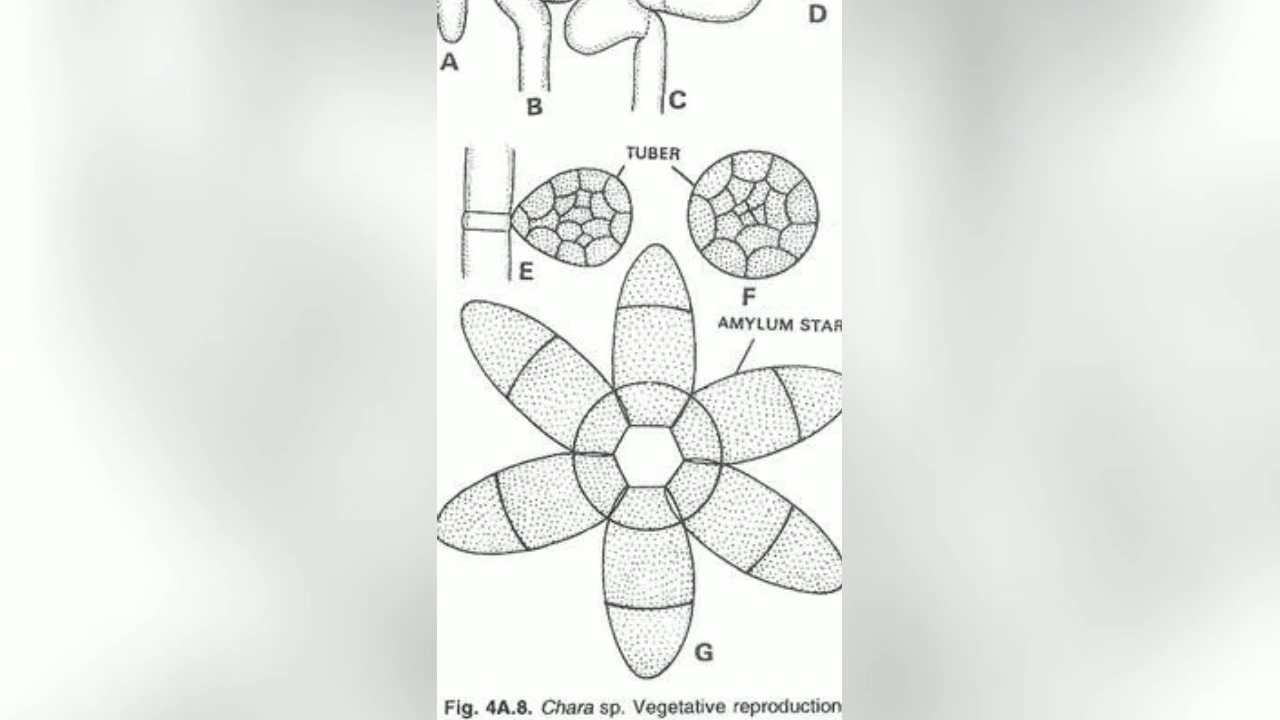 D
A
B
C
TUBER
E
F
AMYLUM STAR
G
Fig. 4A.8. Chara sp. Vegetative reproduction